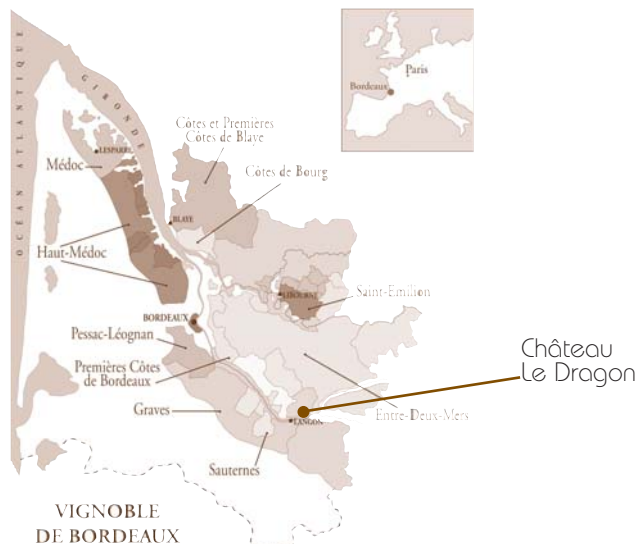 OCÉAN ATLANTIQUE
GIRONDE
Paris
Bordeaux
Côtes et Premières
Côtes de Blaye
LESPARRE
Médoc
Côtes de Bourg
BLAYE
Haut-Médoc
LIBOURNE
Saint-Emilion
BORDEAUX
Pessac-Léognan
Château
Le Dragon
Premières Côtes
de Bordeaux
Graves
Entre-Deux-Mers
LANGON
Sauternes
VIGNOBLE
DE BORDEAUX